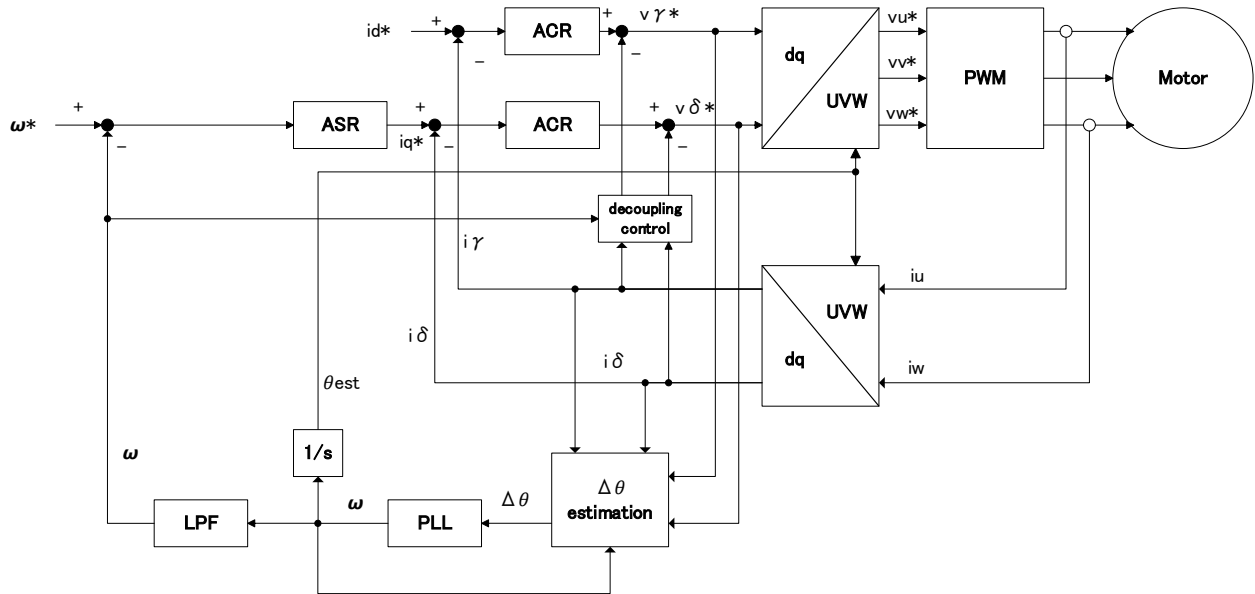 id*
+
−
ACR
+
−
vγ*
dq
UVW
vu*
vv*
vw*
PWM
Motor
ω*
+
−
ASR
+
iq*
−
ACR
+
−
vδ*
decoupling
control
iγ
iδ
iδ
UVW
dq
iu
iw
θest
1/s
ω
LPF
ω
PLL
Δθ
Δθ
estimation